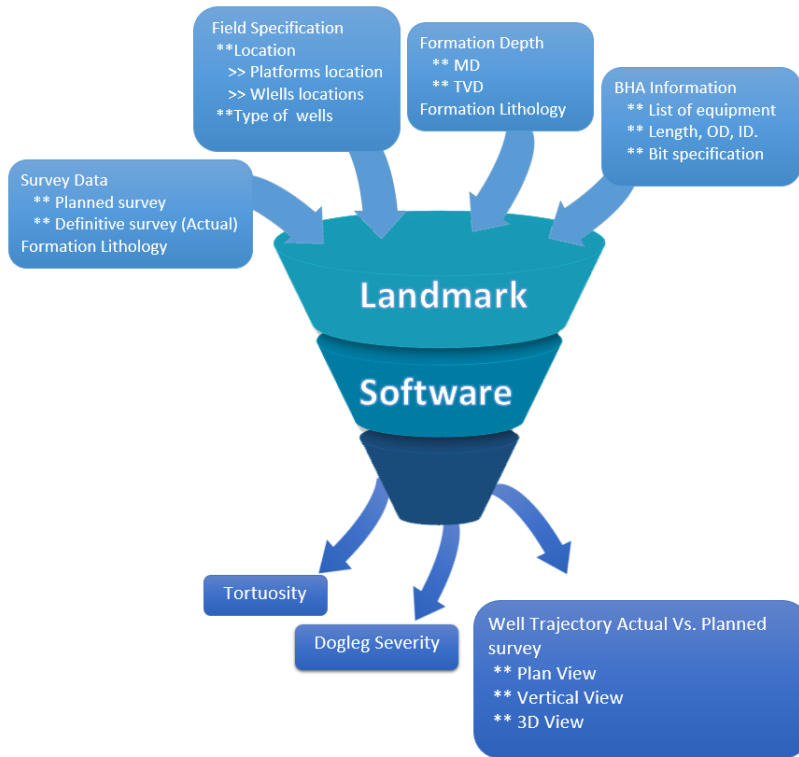 Field Specification
**Location
>> Platforms location
>> Wlells locations
**Type of wells
Formation Depth
** MD
** TVD
Formation Lithology
BHA Information
** List of equipment
** Length, OD, ID.
** Bit specification
Survey Data
** Planned survey
** Definitive survey (Actual)
Formation Lithology
Landmark
Software
Tortuosity
Dogleg Severity
Well Trajectory Actual Vs. Planned
survey
** Plan View
** Vertical View
** 3D View